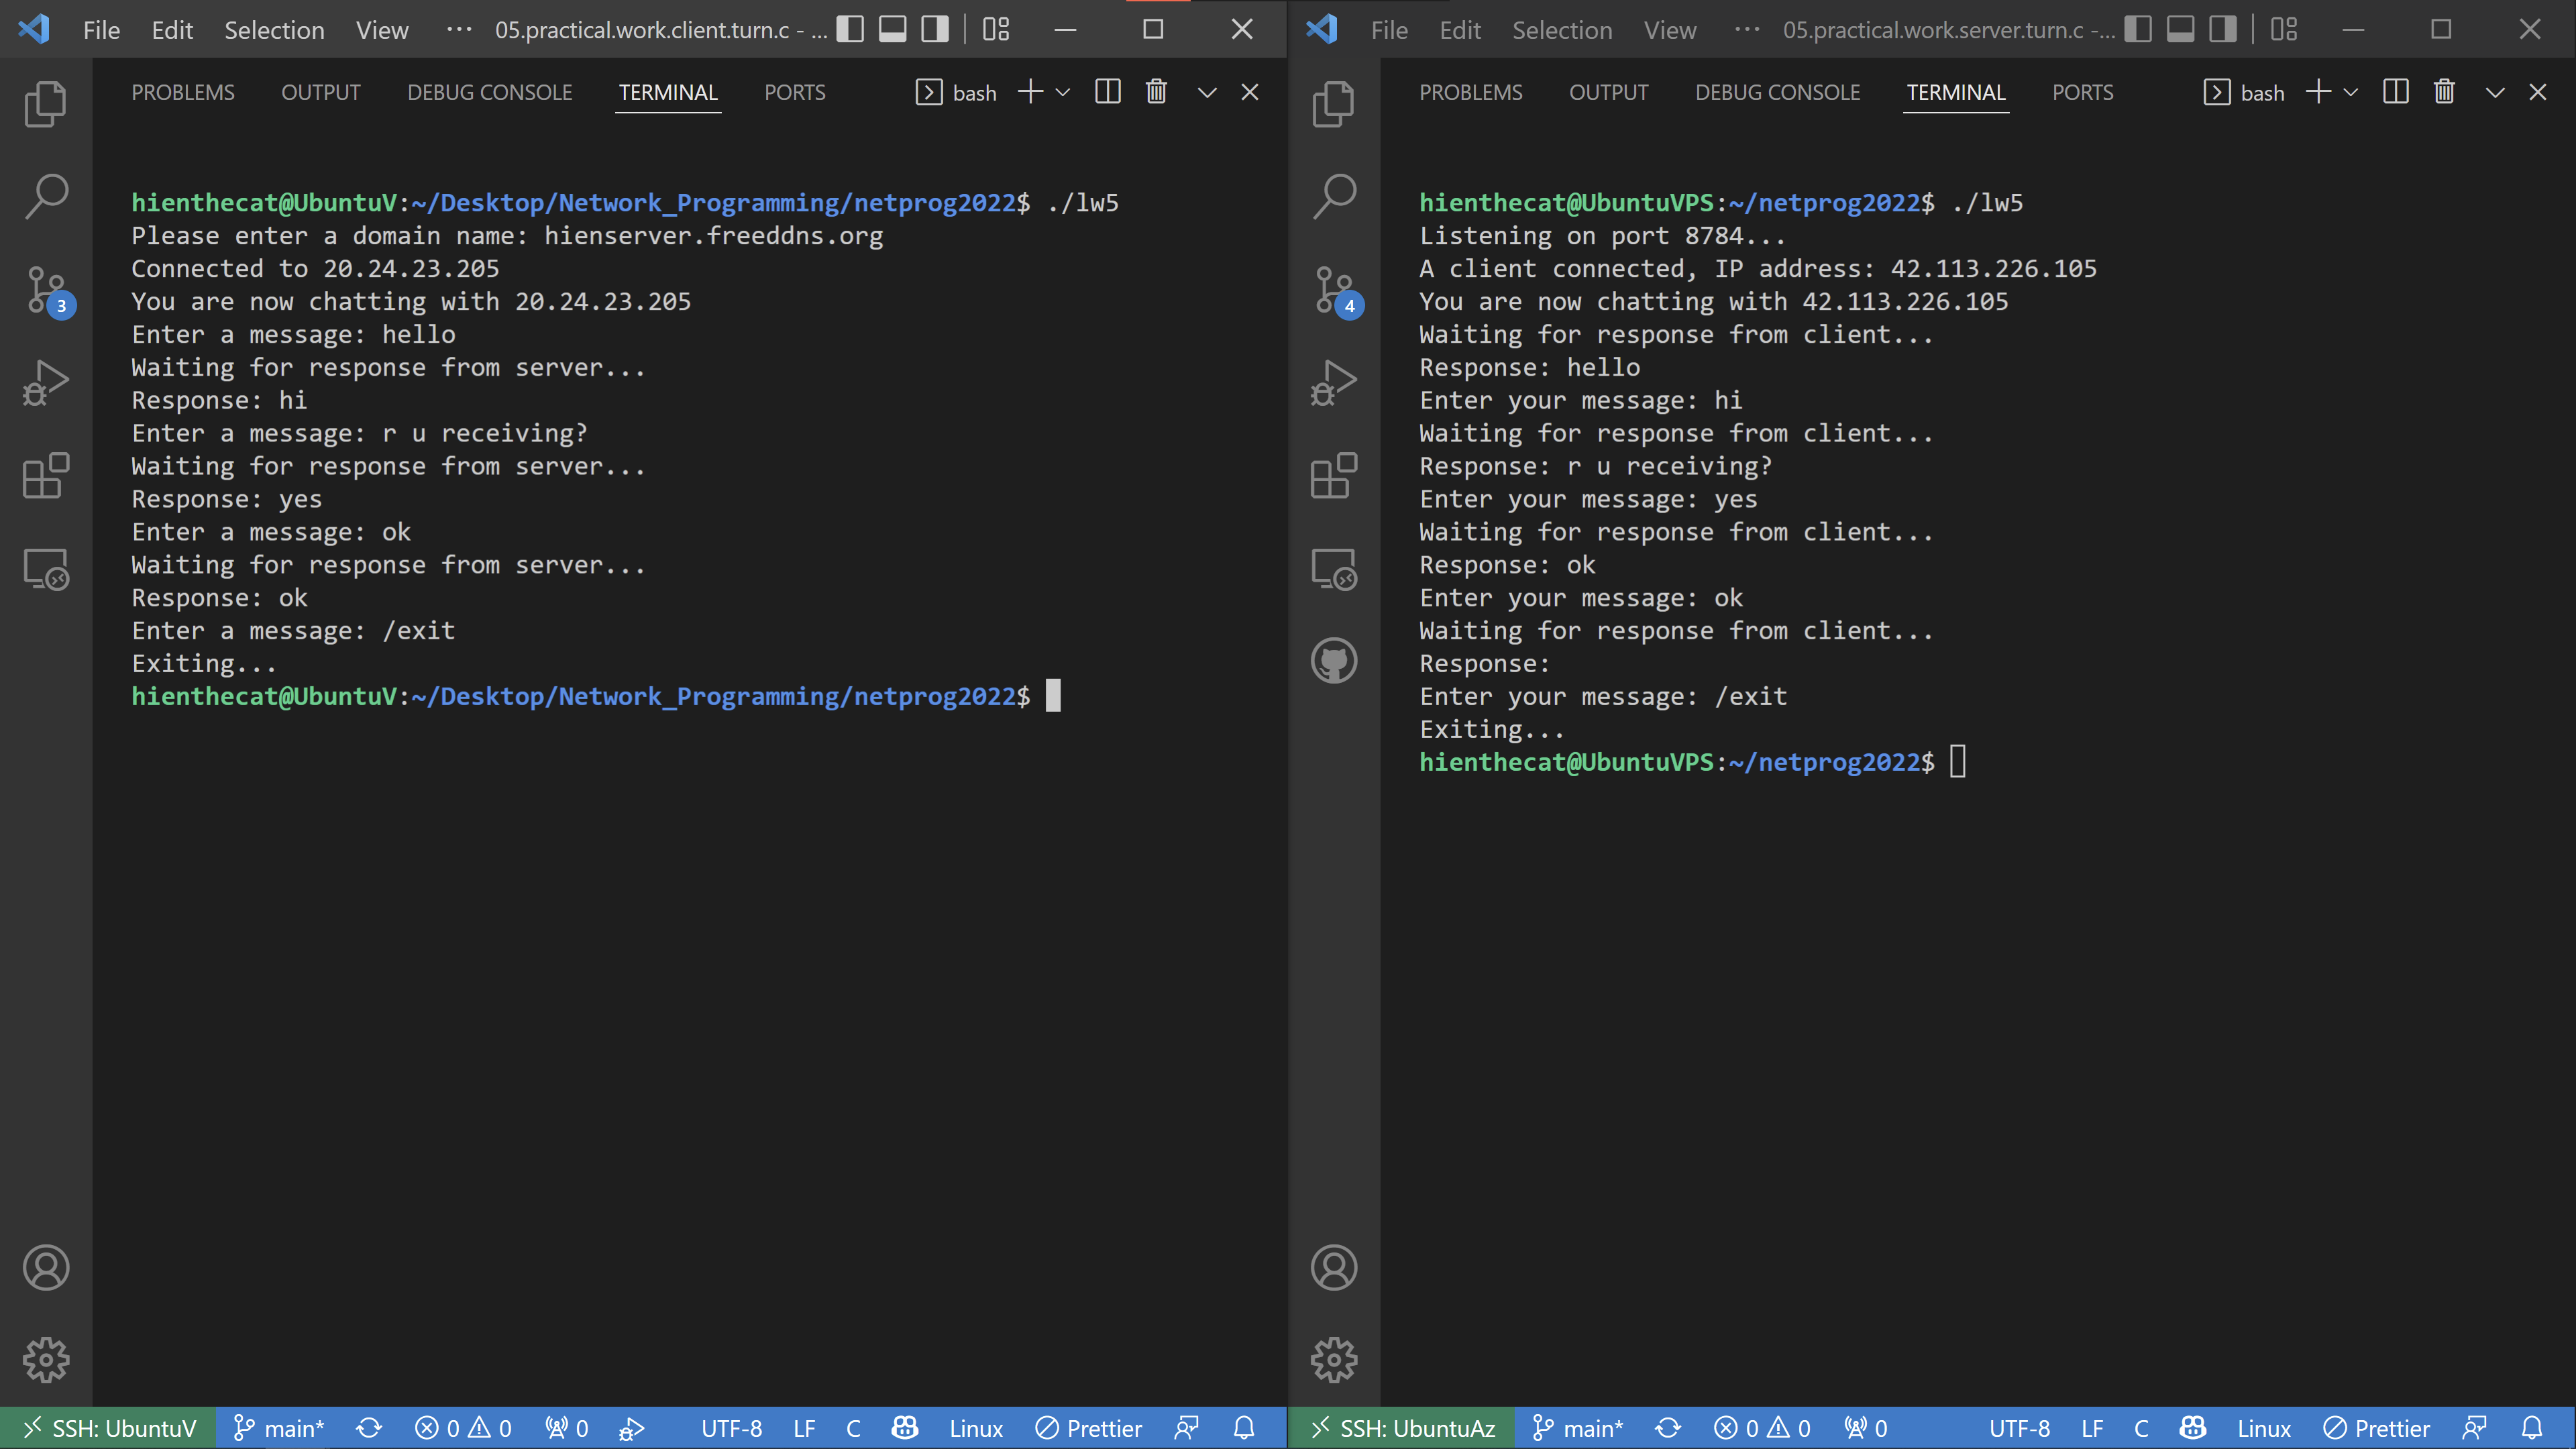 File Edit Selection View ··· 05.practical.work.client.turn.c - ...
PROBLEMS OUTPUT DEBUG CONSOLE TERMINAL PORTS bash
hienthecat@UbuntuV:~/Desktop/Network_Programming/netprog2022$ ./lw5
Please enter a domain name: hienserver.freeddns.org
Connected to 20.24.23.205
You are now chatting with 20.24.23.205
Enter a message: hello
Waiting for response from server...
Response: hi
Enter a message: r u receiving?
Waiting for response from server...
Response: yes
Enter a message: ok
Waiting for response from server...
Response: ok
Enter a message: /exit
Exiting...
hienthecat@UbuntuV:~/Desktop/Network_Programming/netprog2022$
3
SSH: UbuntuV main* 0 0 0 UTF-8 LF C Linux Prettier
File Edit Selection View ··· 05.practical.work.server.turn.c -...
PROBLEMS OUTPUT DEBUG CONSOLE TERMINAL PORTS bash
hienthecat@UbuntuVPS:~/netprog2022$ ./lw5
Listening on port 8784...
A client connected, IP address: 42.113.226.105
You are now chatting with 42.113.226.105
Waiting for response from client...
Response: hello
Enter your message: hi
Waiting for response from client...
Response: r u receiving?
Enter your message: yes
Waiting for response from client...
Response: ok
Enter your message: ok
Waiting for response from client...
Response:
Enter your message: /exit
Exiting...
hienthecat@UbuntuVPS:~/netprog2022$
4
SSH: UbuntuAz main* 0 0 0 UTF-8 LF C Linux Prettier